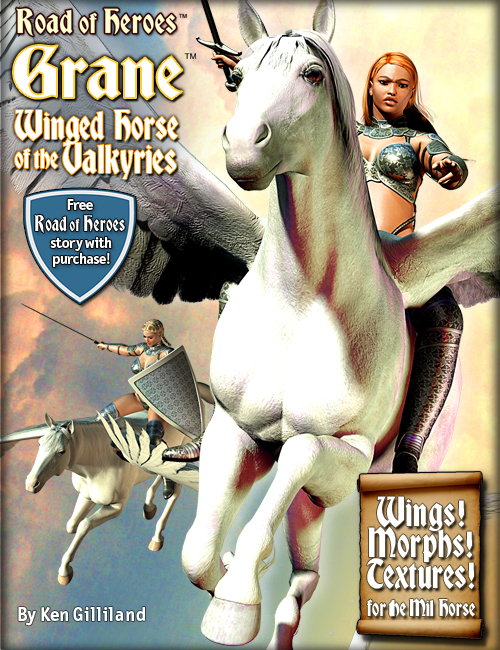 Road of Heroes™
Grane™
Winged Horse
of the Valkyries
Free
Road of Heroes
story with
purchase!
Wings!
Morphs!
Textures!
for the Mil Horse
By Ken Gilliland